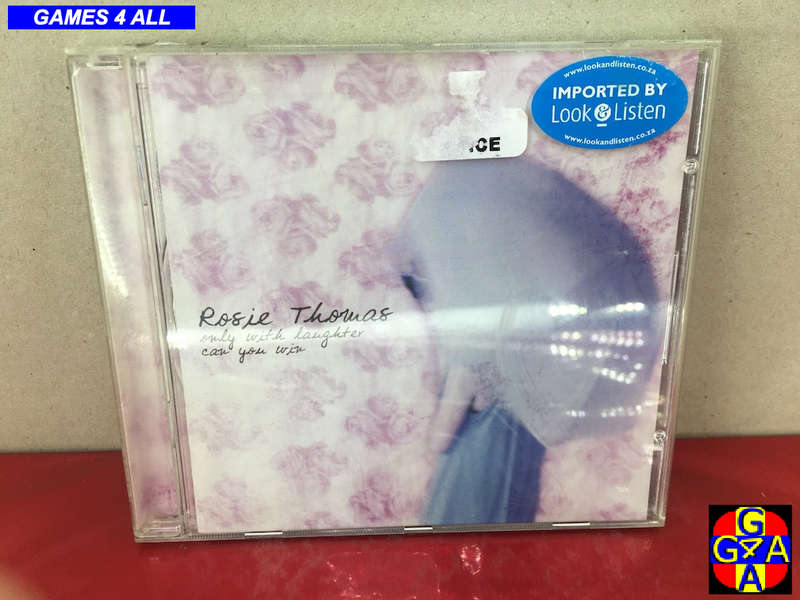 GAMES 4 ALL
www.lookandlisten.co.za
IMPORTED BY
Look & Listen
www.lookandlisten.co.za
CE
Rosie Thomas
only with laughter
can you win
G
G4A
A